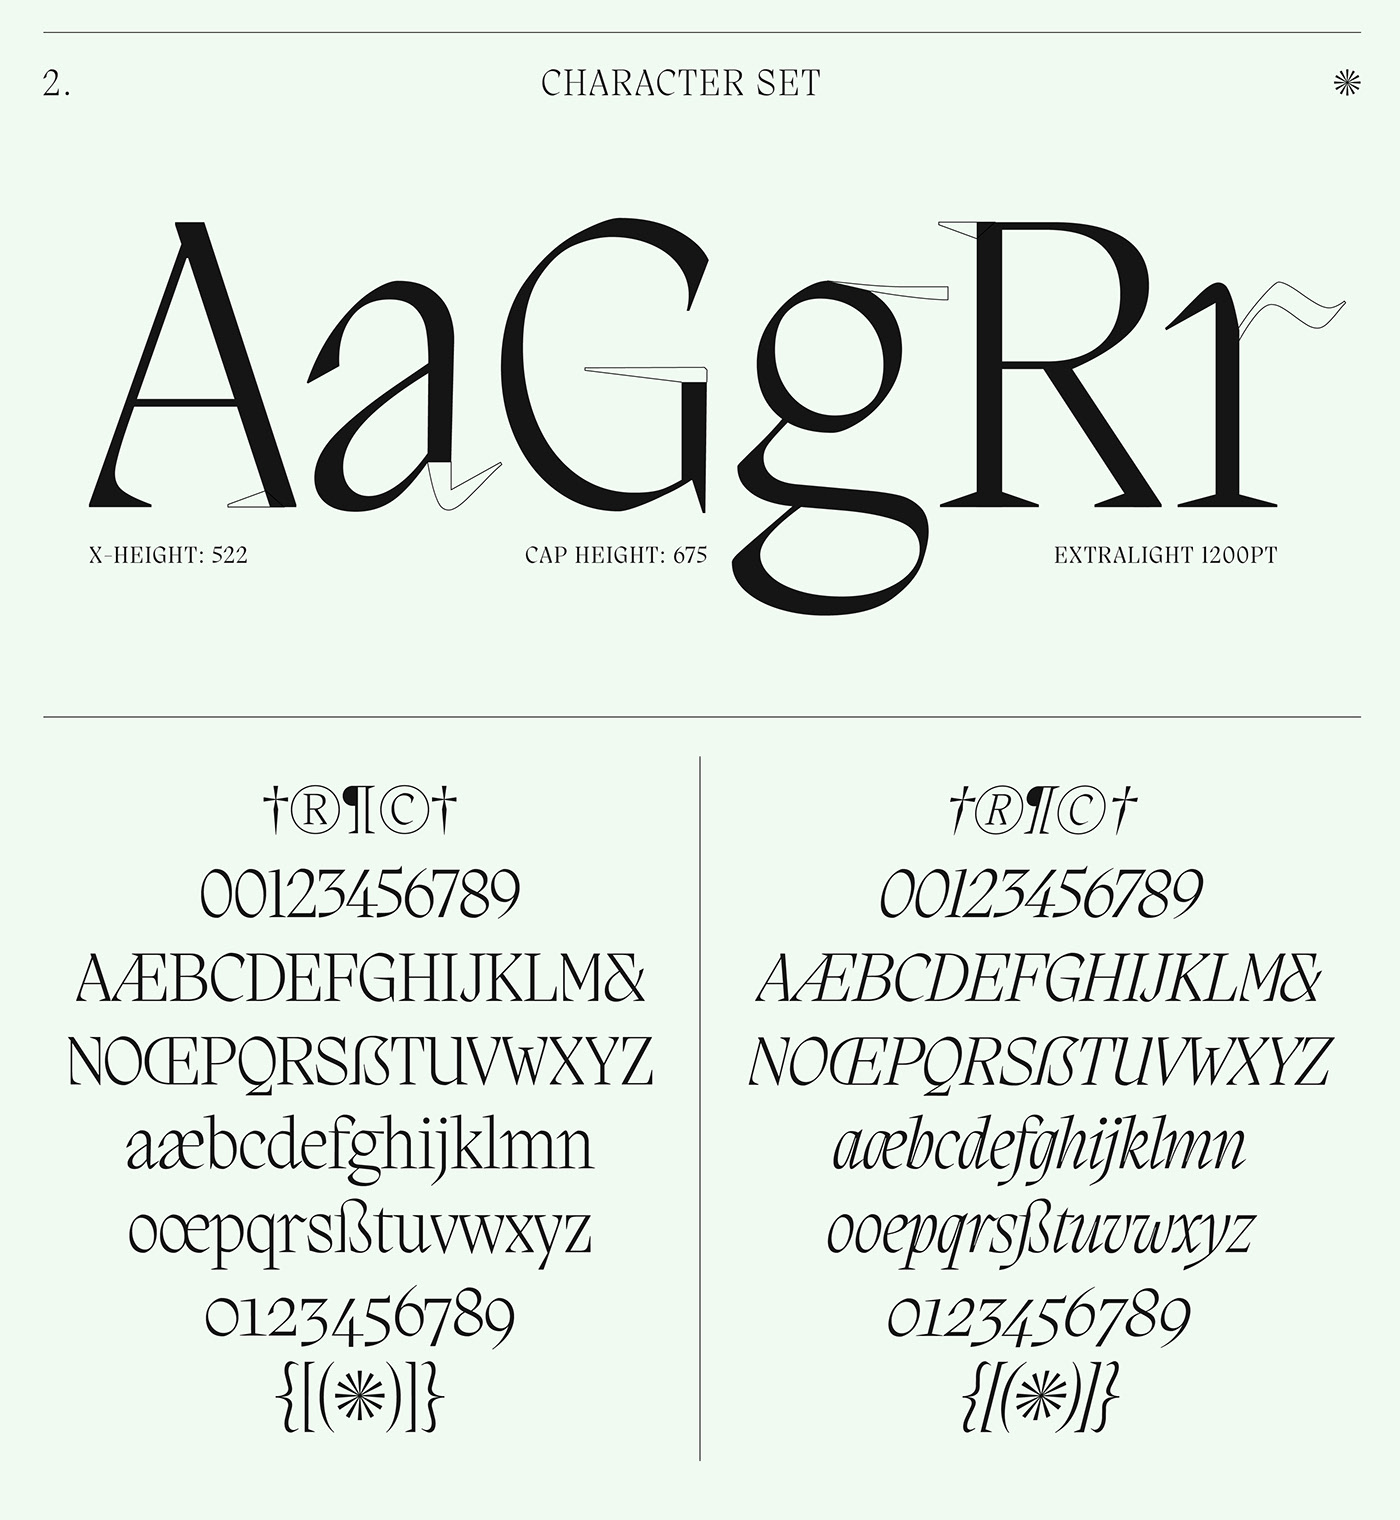 2. CHARACTER SET ✺
AaGgRr
X-HEIGHT: 522 CAP HEIGHT: 675 EXTRALIGHT 1200PT
†®¶©†
00123456789
AÆBCDEFGHIJKLM&
NOŒPQRSẞTUVWXYZ
aæbcdefghijklmn
oœpqrsßtuvwxyz
0123456789
{[(✺)]}
†®¶©†
00123456789
AÆBCDEFGHIJKLM&
NOŒPQRSẞTUVWXYZ
aæbcdefghijklmn
oœpqrsßtuvwxyz
0123456789
{[(✺)]}